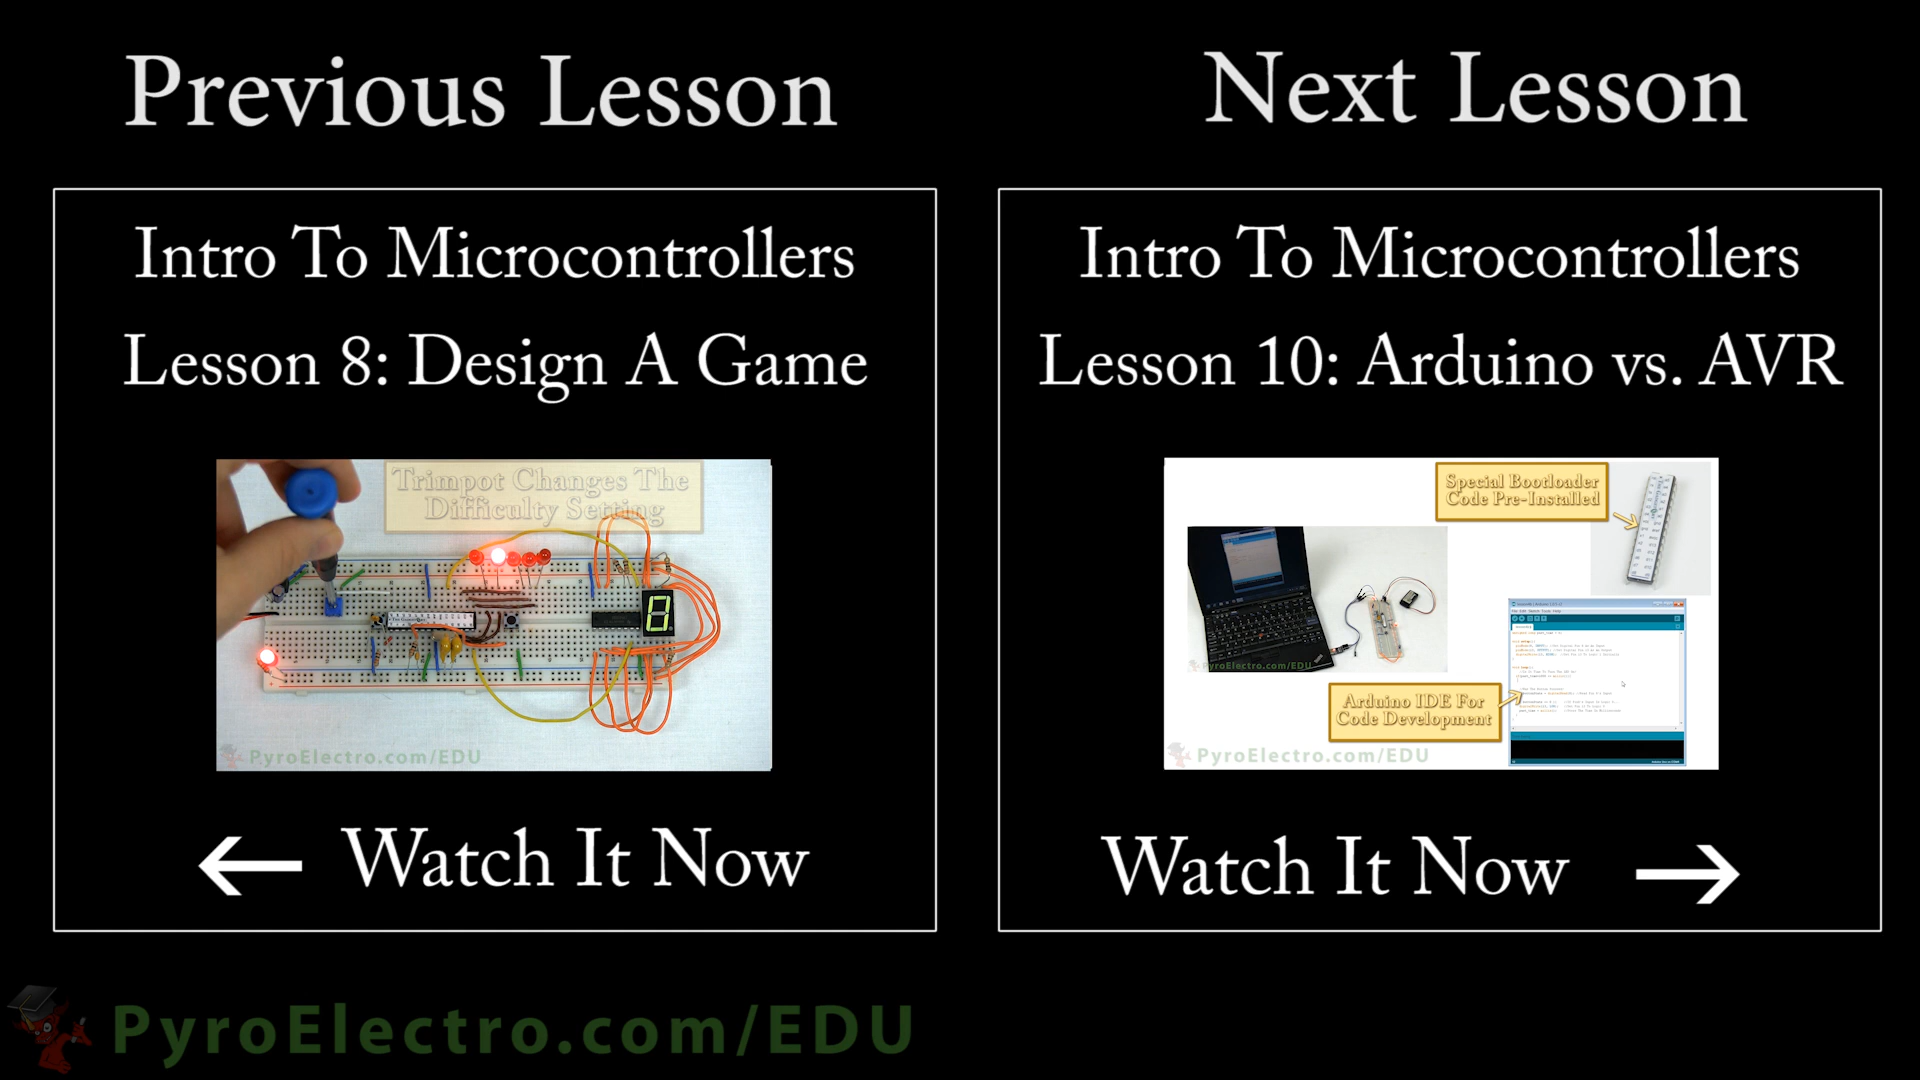 Previous Lesson
Intro To Microcontrollers
Lesson 8: Design A Game
Trimpot Changes The
Difficulty Setting
PyroElectro.com/EDU
Watch It Now
Next Lesson
Intro To Microcontrollers
Lesson 10: Arduino vs. AVR
Special Bootloader
Code Pre-Installed
PyroElectro.com/EDU
Arduino IDE For
Code Development
PyroElectro.com/EDU
Watch It Now
PyroElectro.com/EDU